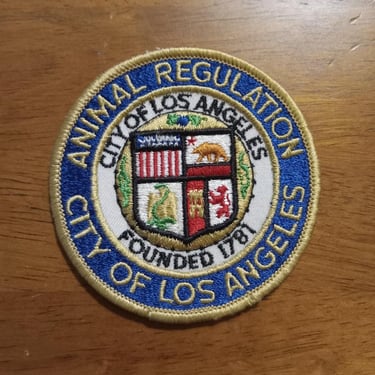 ANIMAL REGULATION
CITY OF LOS ANGELES
FOUNDED 1781
CITY OF LOS ANGELES